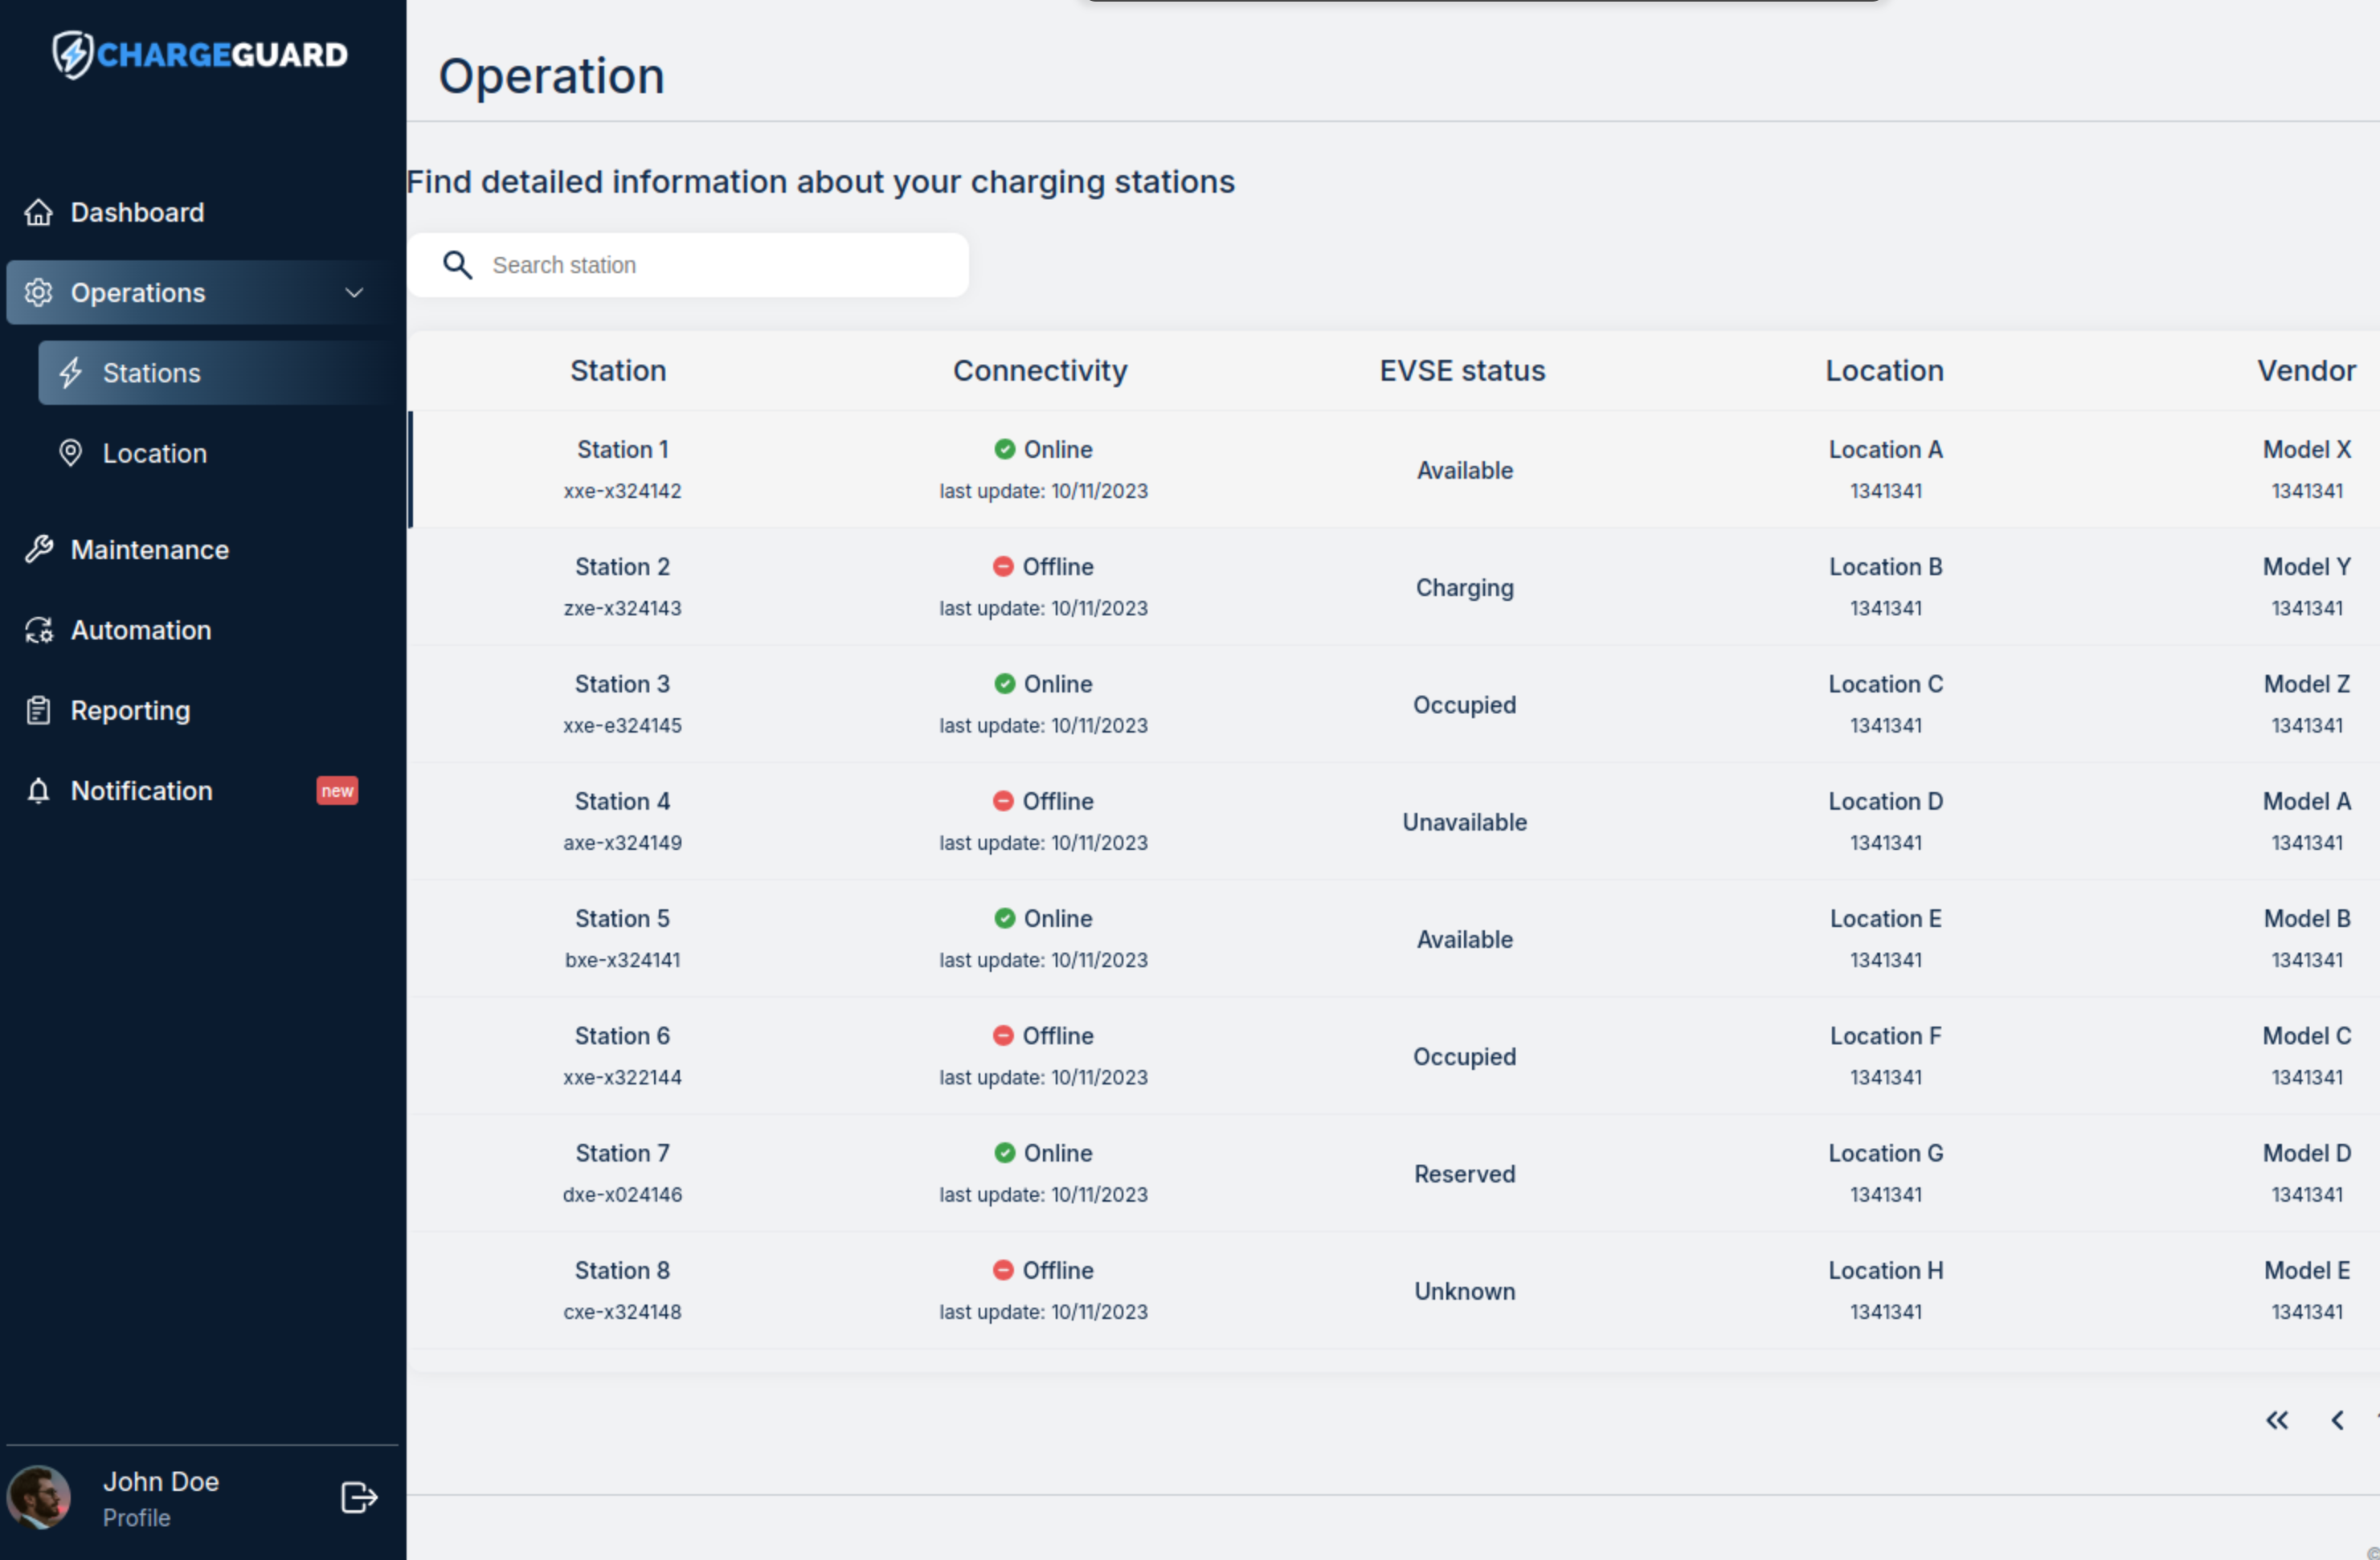 CHARGEGUARD
Operation
Find detailed information about your charging stations
Search station
Dashboard
Operations
Stations
Location
Maintenance
Automation
Reporting
Notification new
Station Connectivity EVSE status Location Vendor
Station 1 Online Available Location A Model X
xxe-x324142 last update: 10/11/2023 1341341 1341341
Station 2 Offline Charging Location B Model Y
zxe-x324143 last update: 10/11/2023 1341341 1341341
Station 3 Online Occupied Location C Model Z
xxe-e324145 last update: 10/11/2023 1341341 1341341
Station 4 Offline Unavailable Location D Model A
axe-x324149 last update: 10/11/2023 1341341 1341341
Station 5 Online Available Location E Model B
bxe-x324141 last update: 10/11/2023 1341341 1341341
Station 6 Offline Occupied Location F Model C
xxe-x322144 last update: 10/11/2023 1341341 1341341
Station 7 Online Reserved Location G Model D
dxe-x024146 last update: 10/11/2023 1341341 1341341
Station 8 Offline Unknown Location H Model E
cxe-x324148 last update: 10/11/2023 1341341 1341341
John Doe
Profile